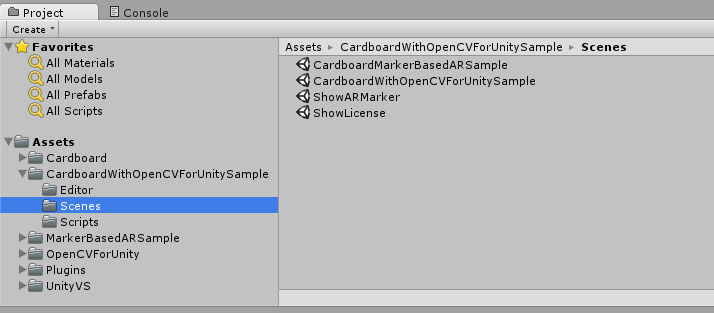 Project
Console
Create
Favorites
All Materials
All Models
All Prefabs
All Scripts
Assets
Cardboard
CardboardWithOpenCVForUnitySample
Editor
Scenes
Scripts
MarkerBasedARSample
OpenCVForUnity
Plugins
UnityVS
Assets CardboardWithOpenCVForUnitySample Scenes
CardboardMarkerBasedARSample
CardboardWithOpenCVForUnitySample
ShowARMarker
ShowLicense